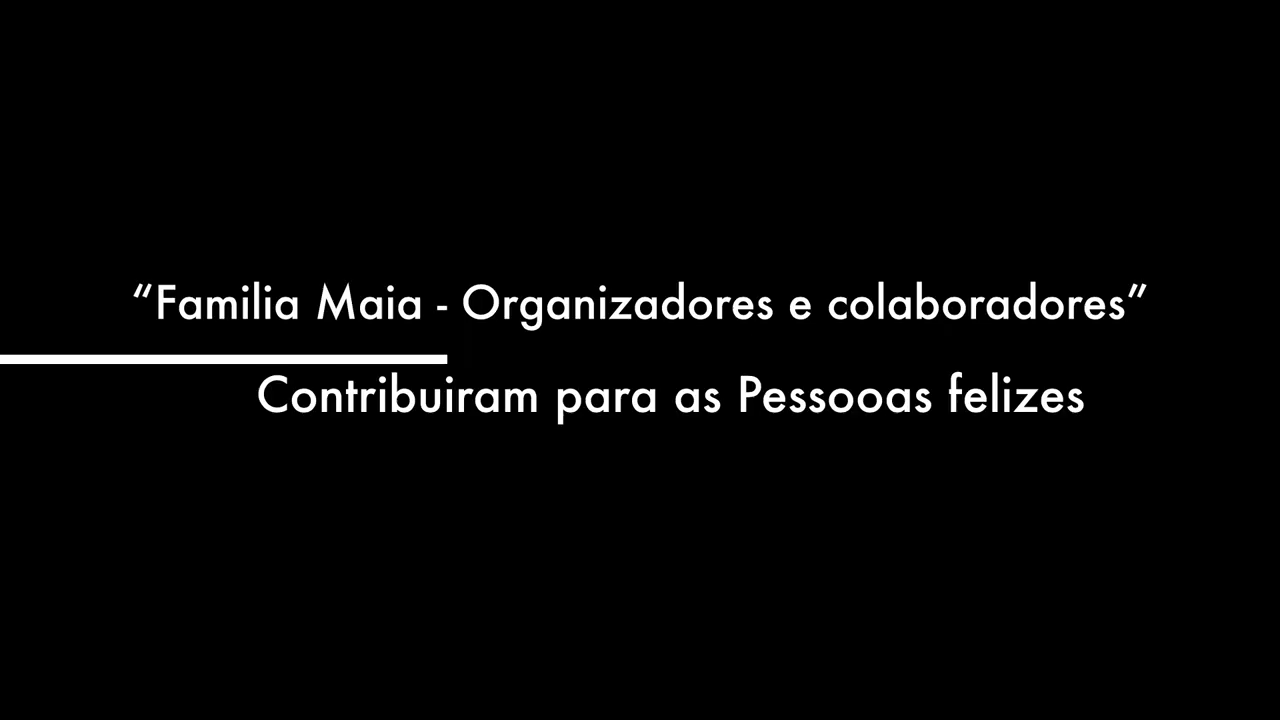 “Familia Maia - Organizadores e colaboradores”
Contribuiram para as Pessooas felizes